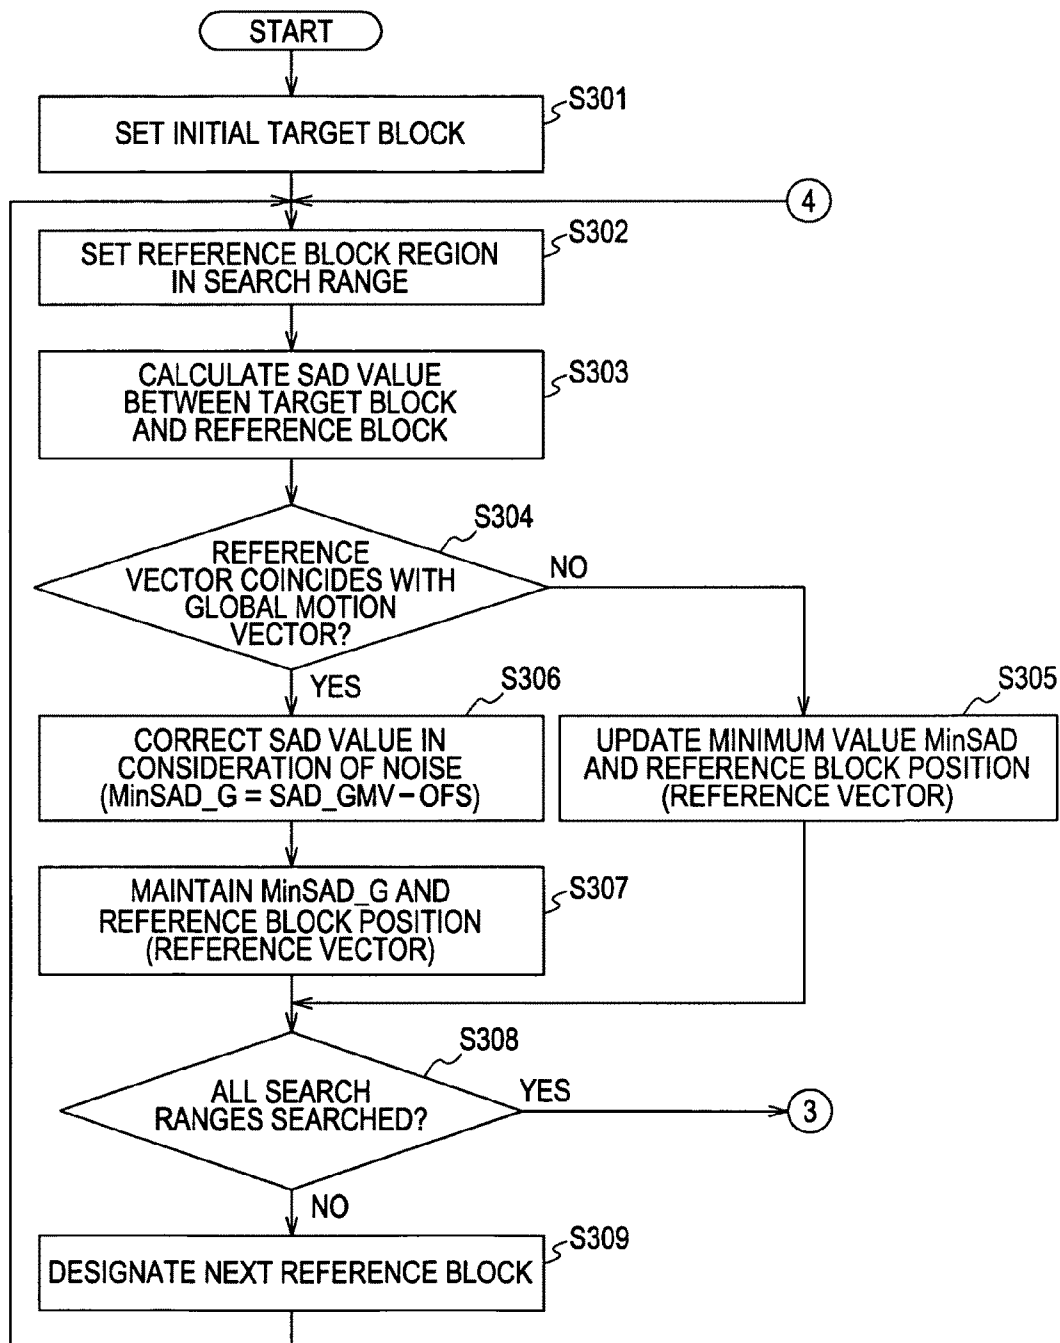 START
S301
SET INITIAL TARGET BLOCK
4
S302
SET REFERENCE BLOCK REGION
IN SEARCH RANGE
S303
CALCULATE SAD VALUE
BETWEEN TARGET BLOCK
AND REFERENCE BLOCK
S304
REFERENCE
VECTOR COINCIDES WITH
GLOBAL MOTION
VECTOR?
NO
YES
S306
CORRECT SAD VALUE IN
CONSIDERATION OF NOISE
(MinSAD_G = SAD_GMV–OFS)
S305
UPDATE MINIMUM VALUE MinSAD
AND REFERENCE BLOCK POSITION
(REFERENCE VECTOR)
S307
MAINTAIN MinSAD_G AND
REFERENCE BLOCK POSITION
(REFERENCE VECTOR)
S308
ALL SEARCH
RANGES SEARCHED?
YES
3
NO
S309
DESIGNATE NEXT REFERENCE BLOCK